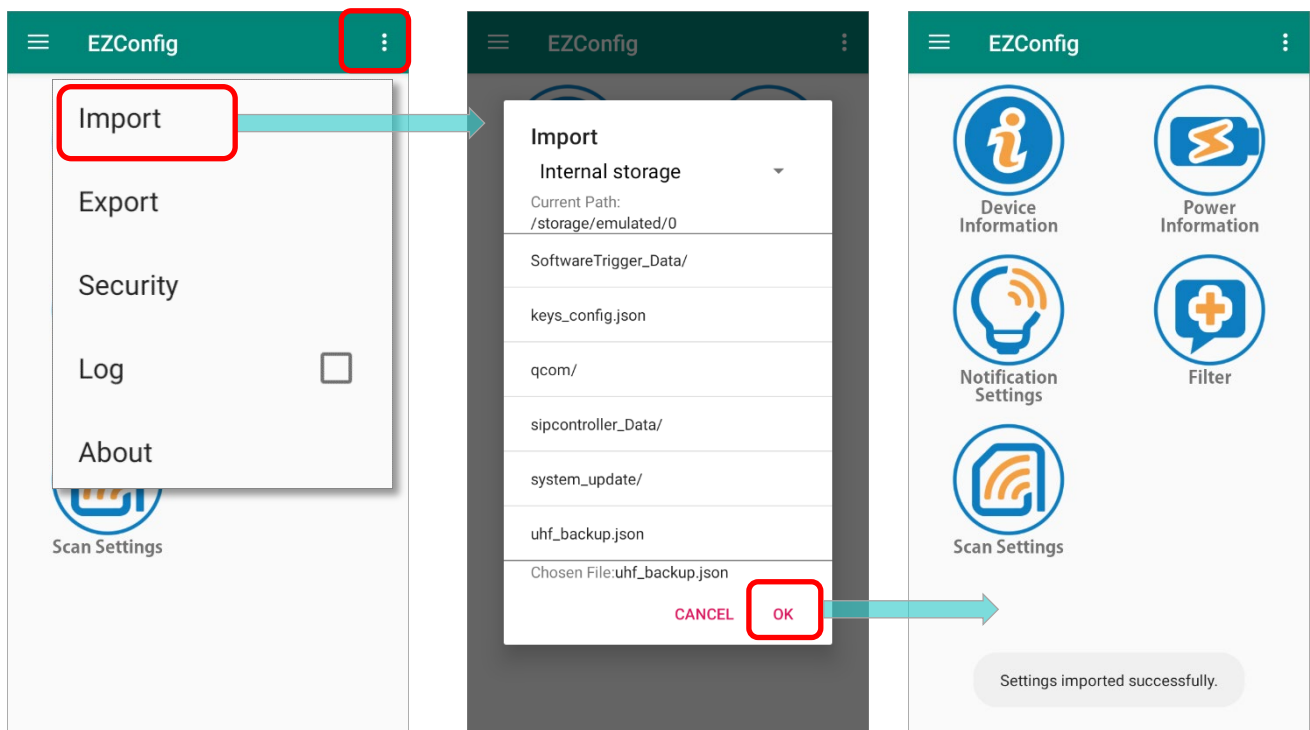 EZConfig
Import
Export
Security
Log
About
Scan Settings
EZConfig
Import
Internal storage
Current Path:
/storage/emulated/0
SoftwareTrigger_Data/
keys_config.json
qcom/
sipcontroller_Data/
system_update/
uhf_backup.json
Chosen File:uhf_backup.json
CANCEL OK
EZConfig
Device
Information
Power
Information
Notification
Settings
Filter
Scan Settings
Settings imported successfully.